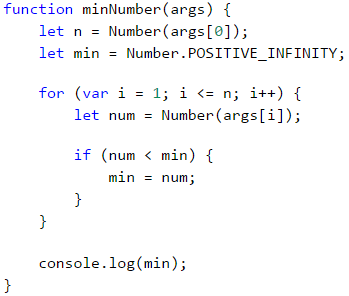 function minNumber(args) {
    let n = Number(args[0]);
    let min = Number.POSITIVE_INFINITY;

    for (var i = 1; i <= n; i++) {
        let num = Number(args[i]);

        if (num < min) {
            min = num;
        }
    }

    console.log(min);
}